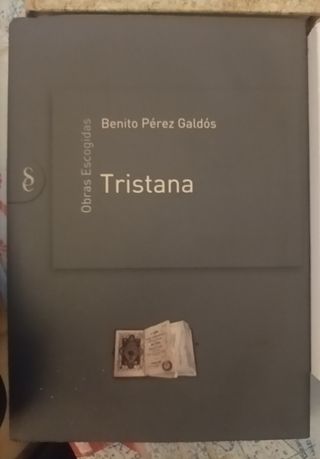 Benito Pérez Galdós
Obras Escogidas
Tristana